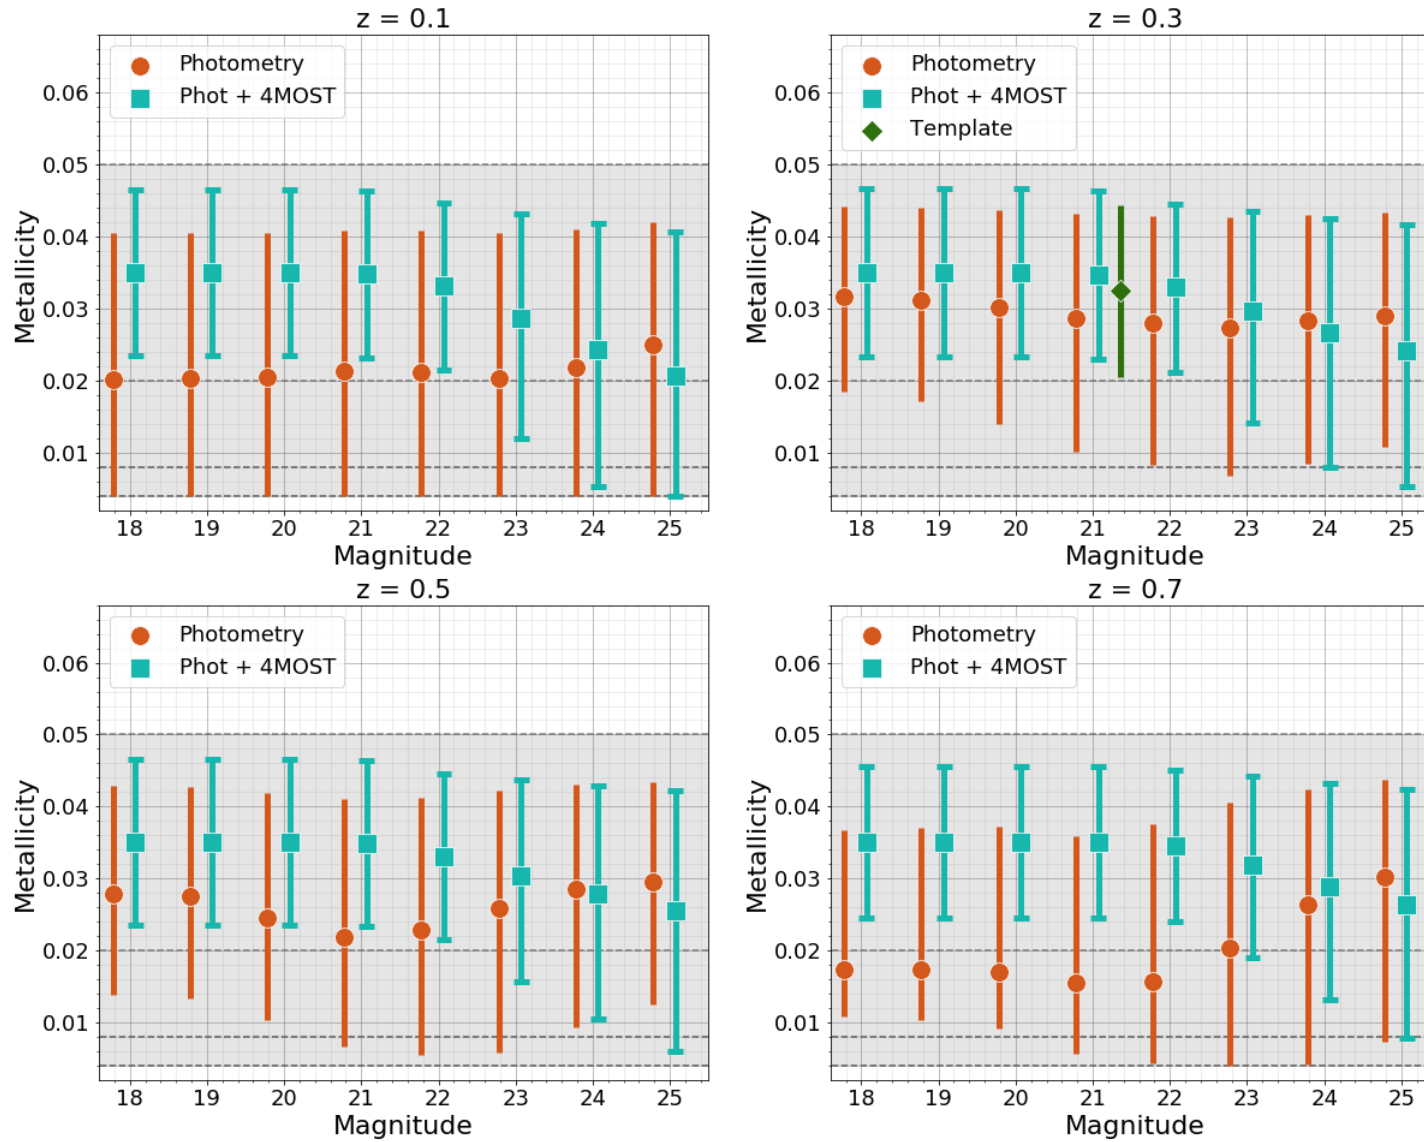 z = 0.1
Photometry
Phot + 4MOST
0.06
0.05
0.04
0.03
0.02
0.01
Metallicity
18 19 20 21 22 23 24 25
Magnitude
z = 0.3
Photometry
Phot + 4MOST
Template
0.06
0.05
0.04
0.03
0.02
0.01
Metallicity
18 19 20 21 22 23 24 25
Magnitude
z = 0.5
Photometry
Phot + 4MOST
0.06
0.05
0.04
0.03
0.02
0.01
Metallicity
18 19 20 21 22 23 24 25
Magnitude
z = 0.7
Photometry
Phot + 4MOST
0.06
0.05
0.04
0.03
0.02
0.01
Metallicity
18 19 20 21 22 23 24 25
Magnitude